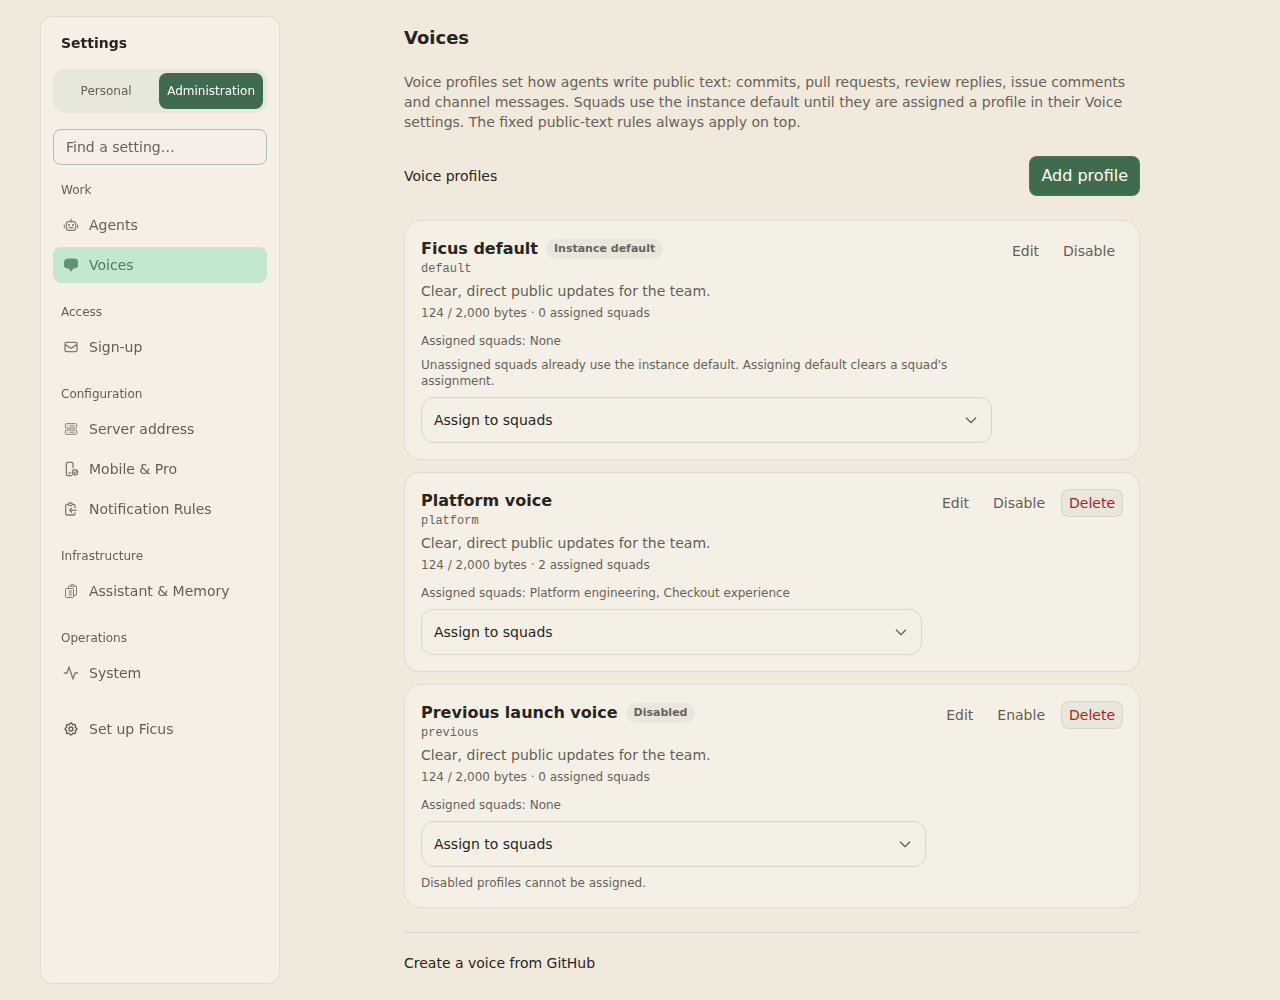 Settings
Personal
Administration
Find a setting...
Work
Agents
Voices
Access
Sign-up
Configuration
Server address
Mobile & Pro
Notification Rules
Infrastructure
Assistant & Memory
Operations
System
Set up Ficus
Voices
Voice profiles set how agents write public text: commits, pull requests, review replies, issue comments
and channel messages. Squads use the instance default until they are assigned a profile in their Voice
settings. The fixed public-text rules always apply on top.
Voice profiles
Add profile
Ficus default
Instance default
Edit
Disable
default
Clear, direct public updates for the team.
124 / 2,000 bytes · 0 assigned squads
Assigned squads: None
Unassigned squads already use the instance default. Assigning default clears a squad's
assignment.
Assign to squads
Platform voice
Edit
Disable
Delete
platform
Clear, direct public updates for the team.
124 / 2,000 bytes · 2 assigned squads
Assigned squads: Platform engineering, Checkout experience
Assign to squads
Previous launch voice
Disabled
Edit
Enable
Delete
previous
Clear, direct public updates for the team.
124 / 2,000 bytes · 0 assigned squads
Assigned squads: None
Assign to squads
Disabled profiles cannot be assigned.
Create a voice from GitHub